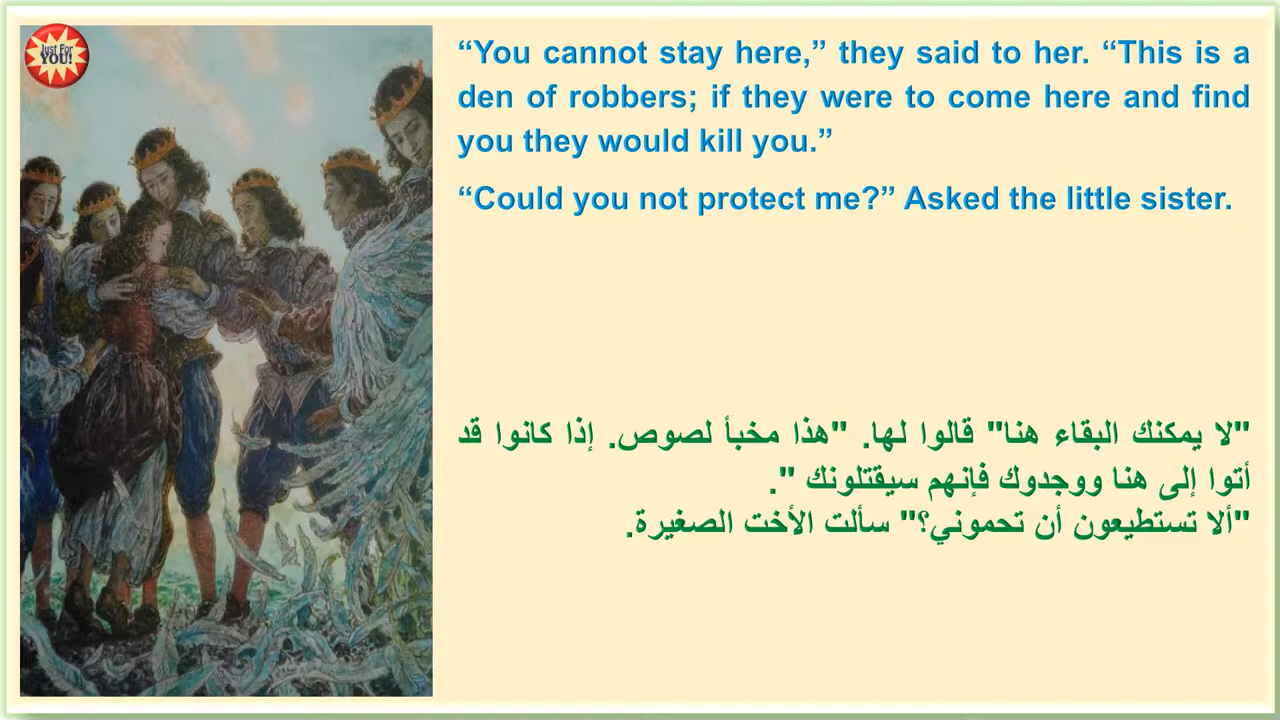 Just For
YOU!
“You cannot stay here,” they said to her. “This is a
den of robbers; if they were to come here and find
you they would kill you.”
“Could you not protect me?” Asked the little sister.
"لا يمكنك البقاء هنا" قالوا لها. "هذا مخبأ لصوص. إذا كانوا قد
أتوا إلى هنا ووجدوك فإنهم سيقتلونك ".
"ألا تستطيعون أن تحموني؟" سألت الأخت الصغيرة.